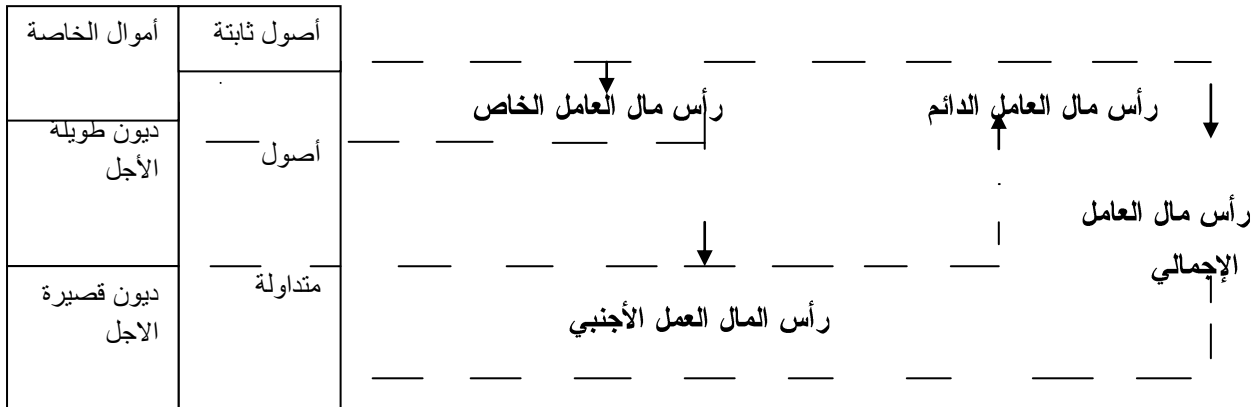 أصول ثابتة
أموال الخاصة
رأس مال العامل الدائم
رأس مال العامل الخاص
ديون طويلة
الأجل
أصول
رأس مال العامل
الإجمالي
متداولة
ديون قصيرة
الاجل
رأس المال العمل الأجنبي